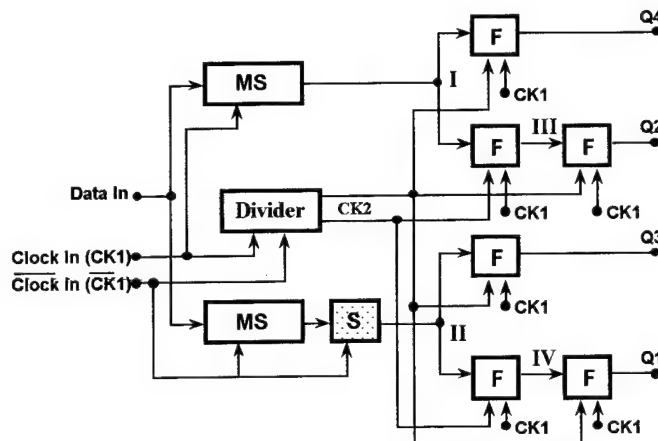 Q4
F
MS
I
CK1
III
Q2
F
F
Data In
Divider
CK2
CK1
CK1
Q3
Clock in (CK1)
Clock in (CK1)
F
MS
S
II
CK1
IV
Q1
F
F
CK1
CK1